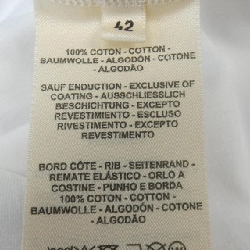 42
100% COTON - COTTON -
BAUMWOLLE - ALGODÓN - COTONE
- ALGODÃO
SAUF ENDUCTION - EXCLUSIVE OF
COATING - AUSSCHLIESSLICH
BESCHICHTUNG - EXCEPTO
REVESTIMIENTO - ESCLUSO
RIVESTIMENTO - EXCEPTO
REVESTIMENTO
BORD CÔTE - RIB - SEITENRAND -
REMATE ELÁSTICO - ORLO A
COSTINE - PUNHO E BORDA
100% COTON - COTTON -
BAUMWOLLE - ALGODÓN - COTONE
- ALGODÃO